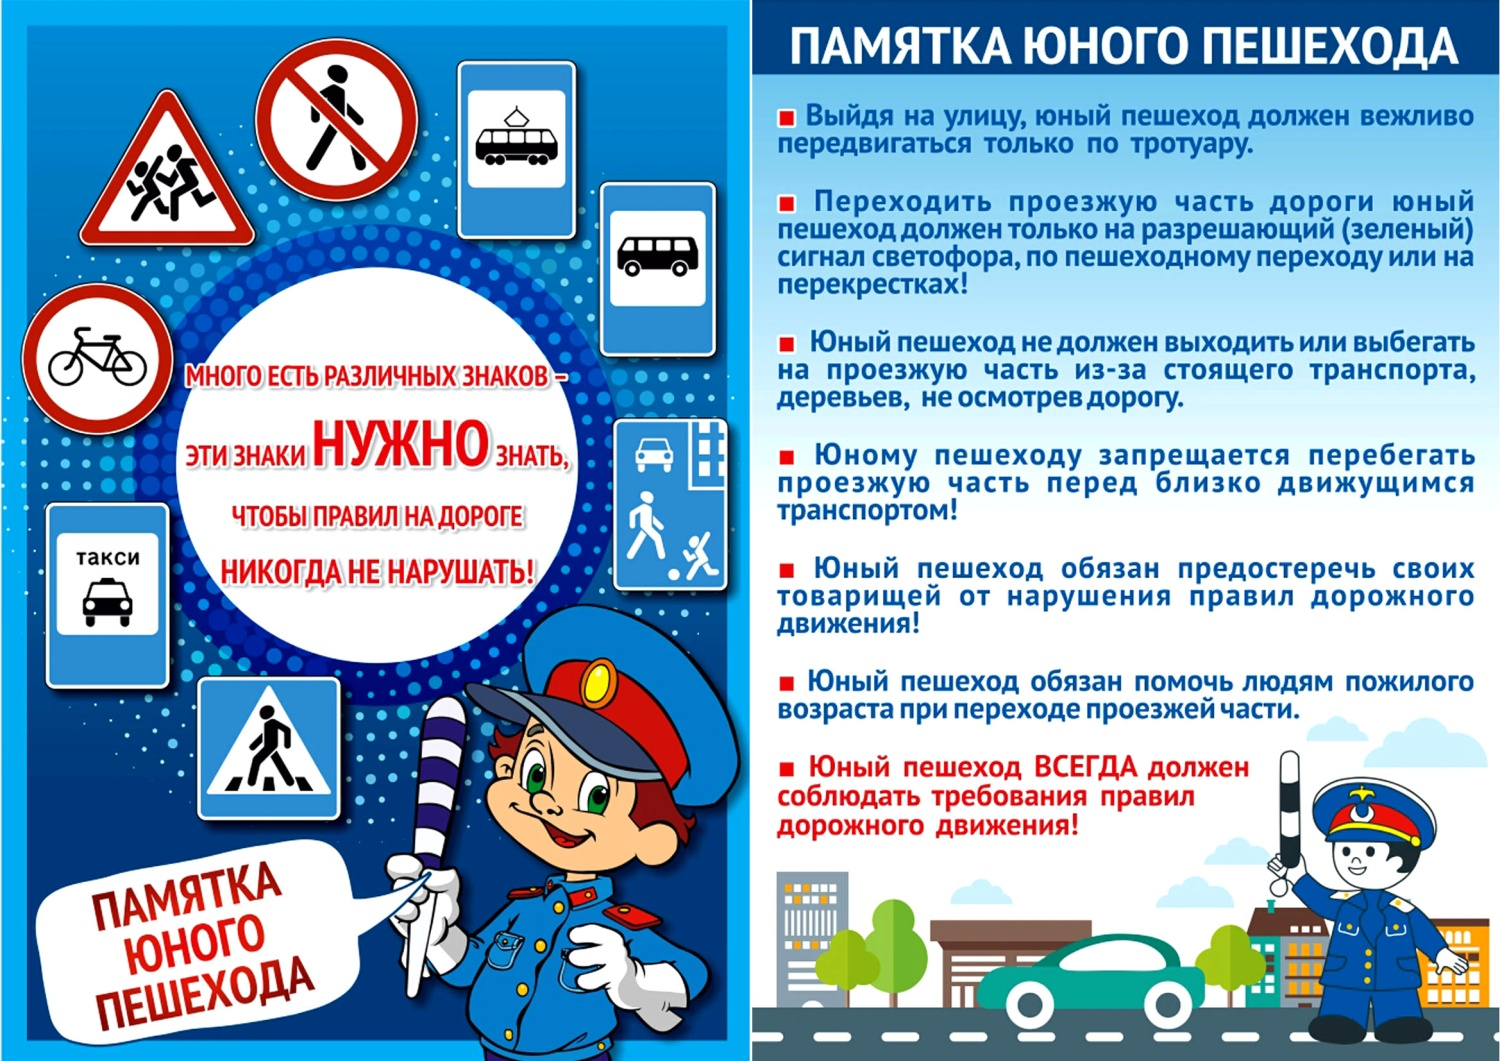 МНОГО ЕСТЬ РАЗЛИЧНЫХ ЗНАКОВ –
ЭТИ ЗНАКИ НУЖНО ЗНАТЬ,
ЧТОБЫ ПРАВИЛ НА ДОРОГЕ
НИКОГДА НЕ НАРУШАТЬ!
такси
ПАМЯТКА
ЮНОГО
ПЕШЕХОДА
ПАМЯТКА ЮНОГО ПЕШЕХОДА
Выйдя на улицу, юный пешеход должен вежливо
передвигаться только по тротуару.
Переходить проезжую часть дороги юный
пешеход должен только на разрешающий (зеленый)
сигнал светофора, по пешеходному переходу или на
перекрестках!
Юный пешеход не должен выходить или выбегать
на проезжую часть из-за стоящего транспорта,
деревьев, не осмотрев дорогу.
Юному пешеходу запрещается перебегать
проезжую часть перед близко движущимся
транспортом!
Юный пешеход обязан предостеречь своих
товарищей от нарушения правил дорожного
движения!
Юный пешеход обязан помочь людям пожилого
возраста при переходе проезжей части.
Юный пешеход ВСЕГДА должен
соблюдать требования правил
дорожного движения!